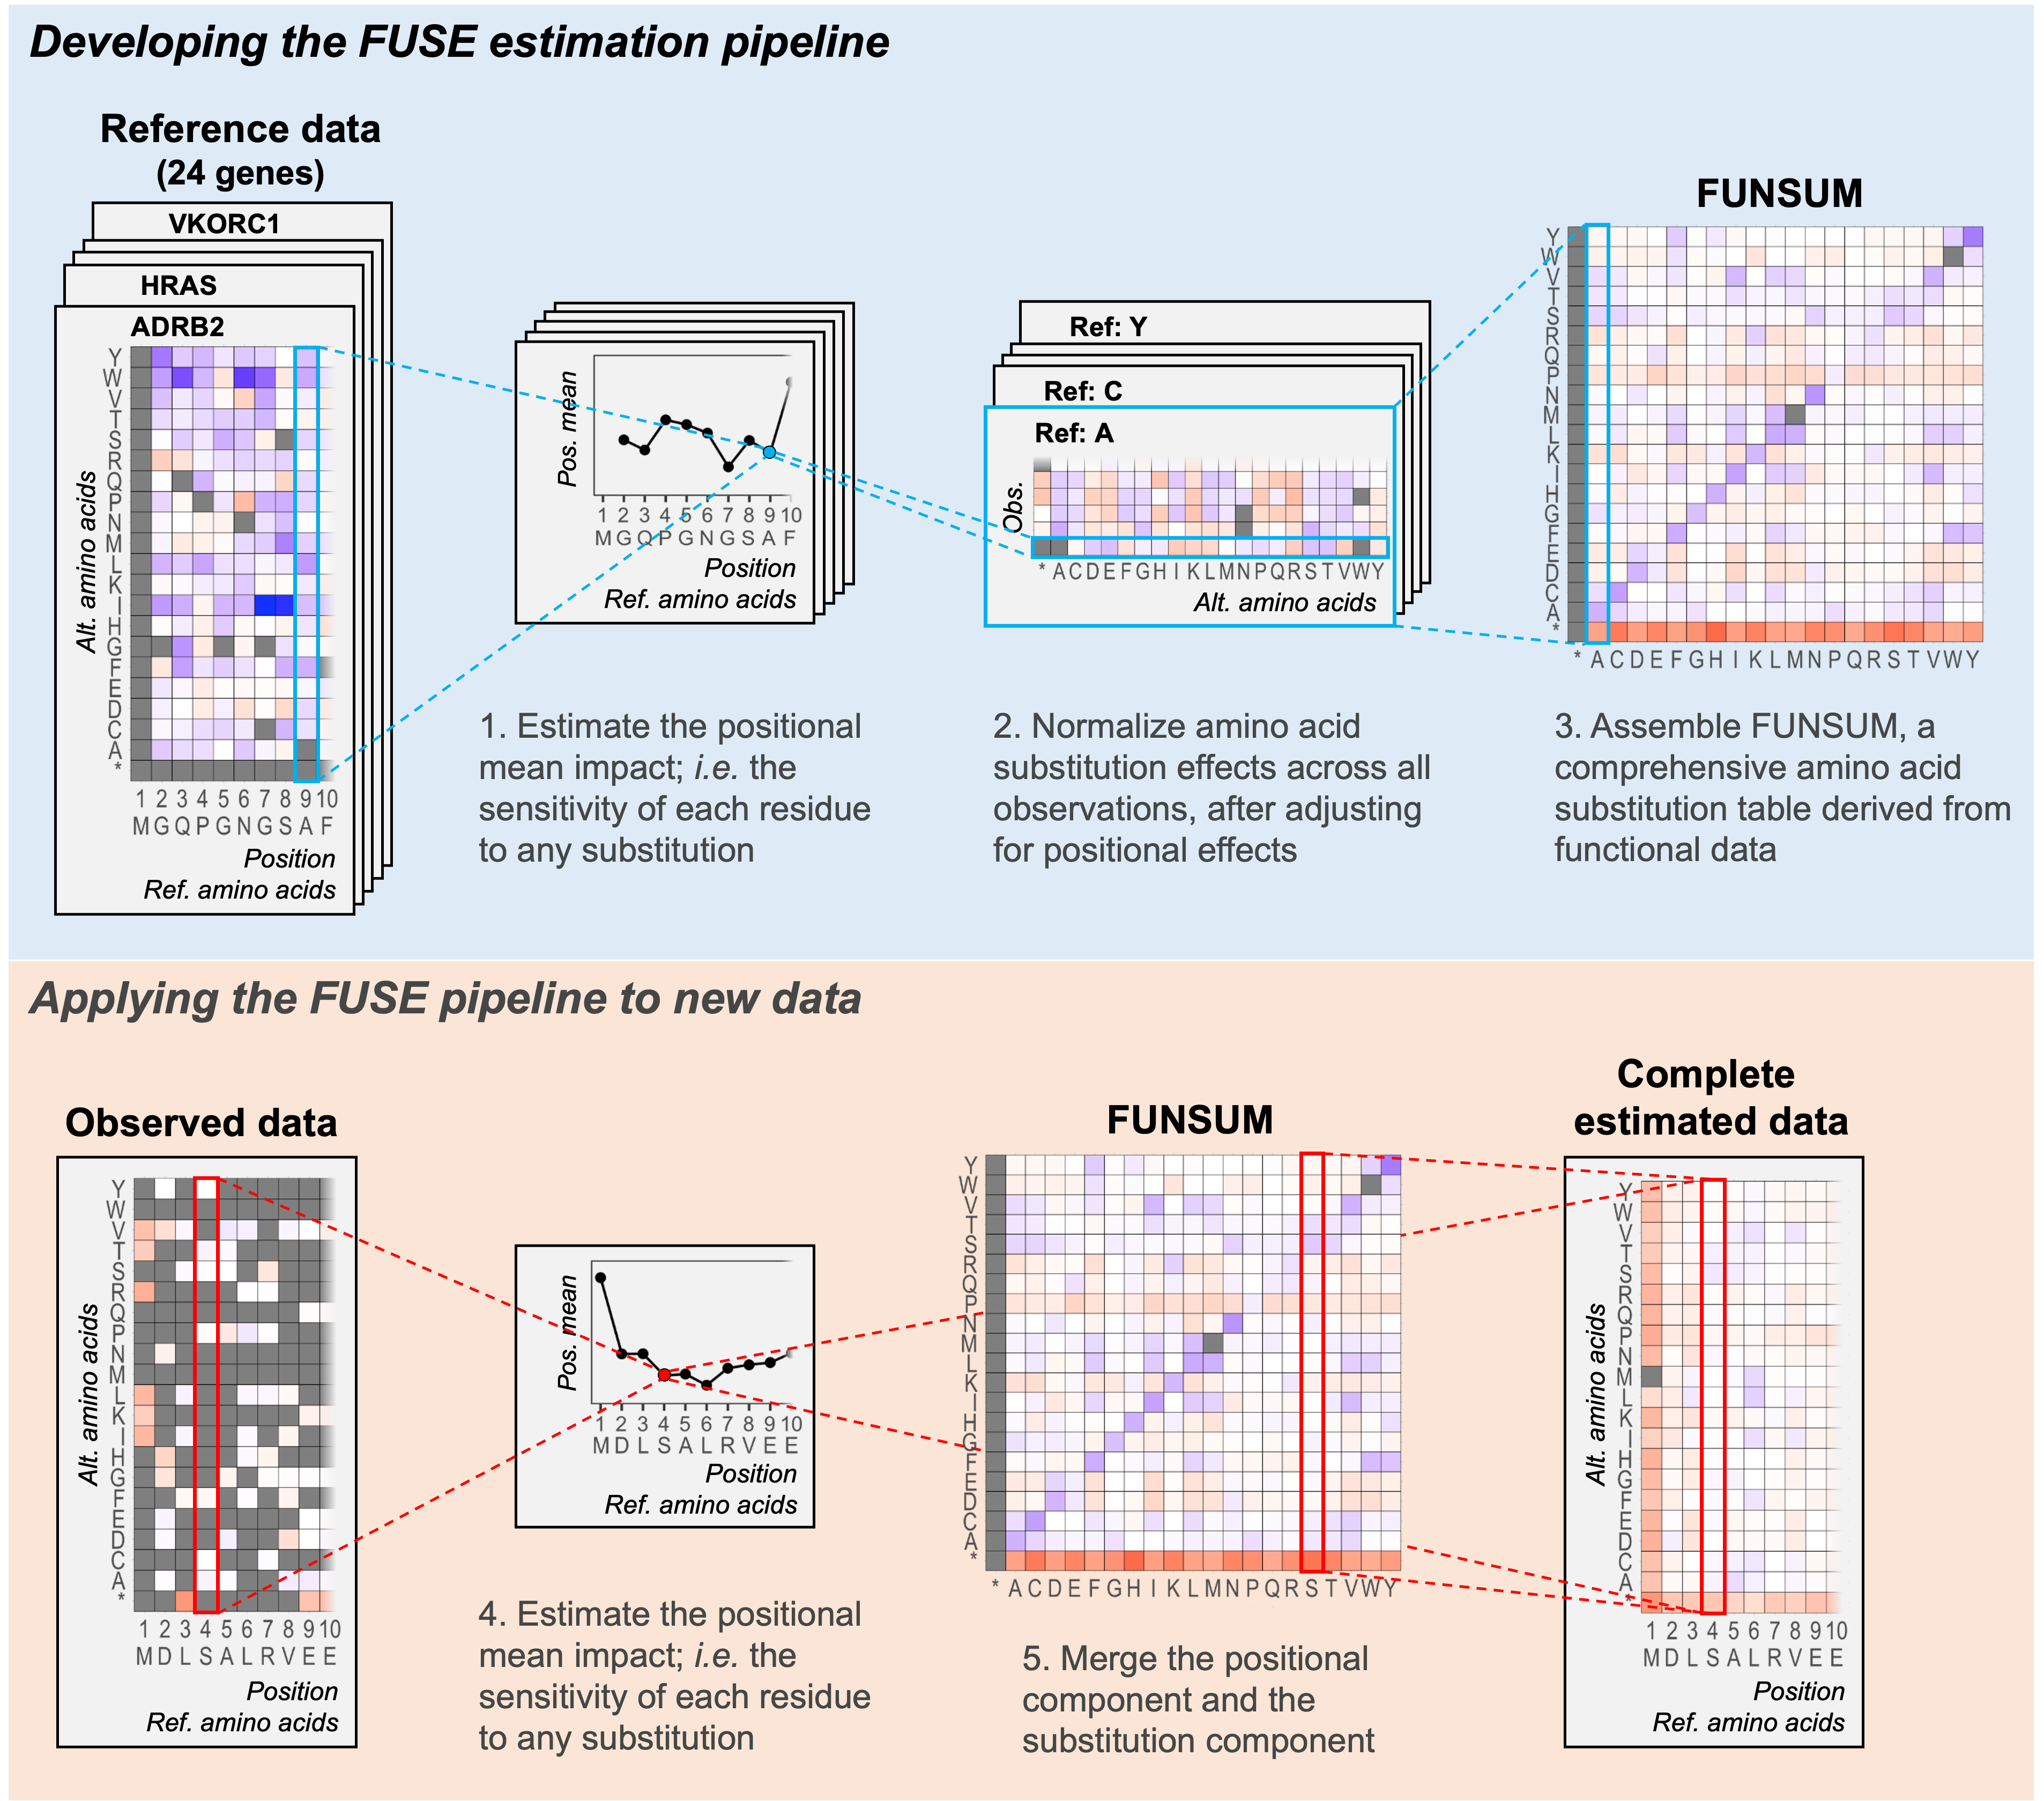 Developing the FUSE estimation pipeline
Reference data
(24 genes)
VKORC1
HRAS
ADRB2
Y
W
V
T
S
R
Q
P
N
M
L
K
I
H
G
F
E
D
C
A
*
Alt. amino acids
1 2 3 4 5 6 7 8 9 10
M G Q P G N G S A F
Position
Ref. amino acids
Pos. mean
1 2 3 4 5 6 7 8 9 10
M G Q P G N G S A F
Position
Ref. amino acids
1. Estimate the positional
mean impact; i.e. the
sensitivity of each residue
to any substitution
Ref: Y
Ref: C
Ref: A
Obs.
* A C D E F G H I K L M N P Q R S T V W Y
Alt. amino acids
2. Normalize amino acid
substitution effects across all
observations, after adjusting
for positional effects
FUNSUM
Y
W
V
T
S
R
Q
P
N
M
L
K
I
H
G
F
E
D
C
A
*
* A C D E F G H I K L M N P Q R S T V W Y
3. Assemble FUNSUM, a
comprehensive amino acid
substitution table derived from
functional data
Applying the FUSE pipeline to new data
Observed data
Y
W
V
T
S
R
Q
P
N
M
L
K
I
H
G
F
E
D
C
A
*
Alt. amino acids
1 2 3 4 5 6 7 8 9 10
M D L S A L R V E E
Position
Ref. amino acids
Pos. mean
1 2 3 4 5 6 7 8 9 10
M D L S A L R V E E
Position
Ref. amino acids
4. Estimate the positional
mean impact; i.e. the
sensitivity of each residue
to any substitution
FUNSUM
Y
W
V
T
S
R
Q
P
N
M
L
K
I
H
G
F
E
D
C
A
*
* A C D E F G H I K L M N P Q R S T V W Y
5. Merge the positional
component and the
substitution component
Complete
estimated data
Y
W
V
T
S
R
Q
P
N
M
L
K
I
H
G
F
E
D
C
A
*
Alt. amino acids
1 2 3 4 5 6 7 8 9 10
M D L S A L R V E E
Position
Ref. amino acids